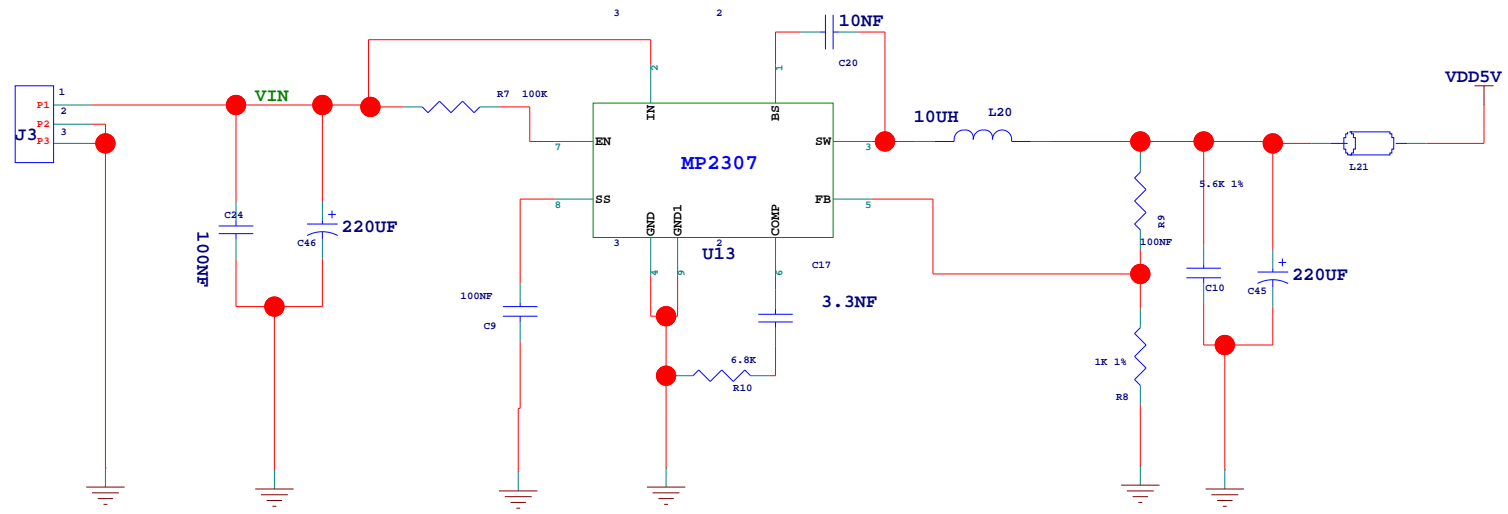 3 2
10NF
C20
VDD5V
1
P1
2
P2
3
P3
J3
VIN
R7 100K
2
IN
1
BS
10UH L20
EN
7
SW
3
MP2307
L21
5.6K 1%
SS
8
FB
5
C24
+
220UF
C46
100NF
GND
GND1
COMP
3 2
U13
4
9
6
C17
R9
100NF
C10
+
220UF
C45
100NF
C9
3.3NF
6.8K
R10
1K 1%
R8